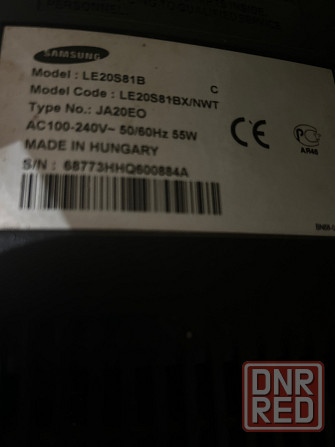 SAMSUNG
Model : LE20S81B C
Model Code : LE20S81BX/NWT
Type No.: JA20EO
AC100-240V~ 50/60Hz 55W
MADE IN HUNGARY
S/N : 68773HHQ600884A
CE
AR46
DNR
RED